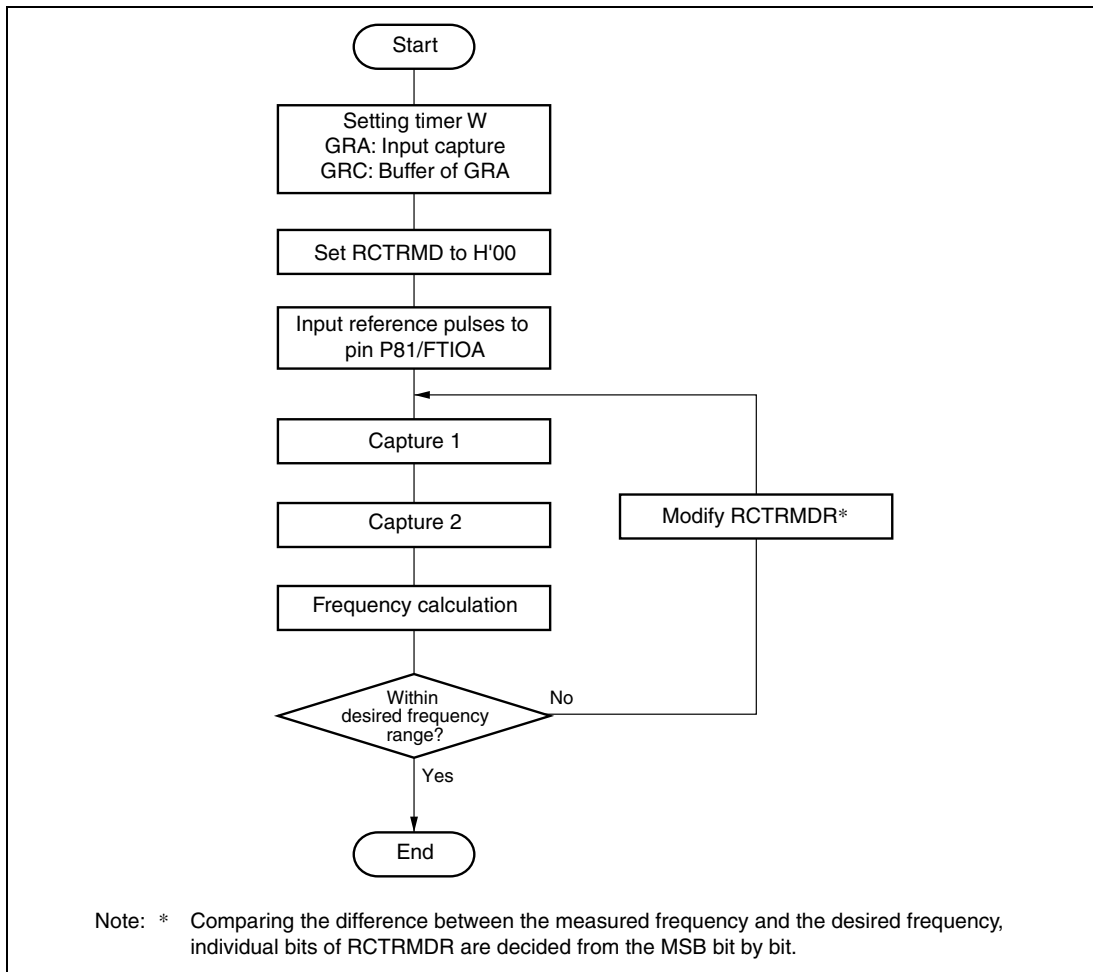 Start
Setting timer W
GRA: Input capture
GRC: Buffer of GRA
Set RCTRMD to H'00
Input reference pulses to
pin P81/FTIOA
Capture 1
Capture 2
Modify RCTRMDR*
Frequency calculation
Within
desired frequency
range?
No
Yes
End
Note: * Comparing the difference between the measured frequency and the desired frequency,
individual bits of RCTRMDR are decided from the MSB bit by bit.